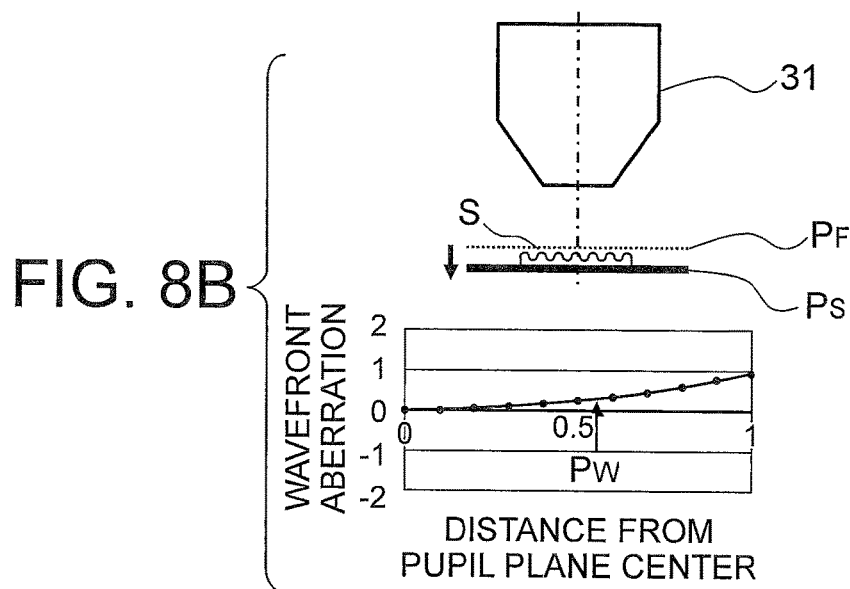 FIG. 8B
31
S
PF
PS
WAVEFRONT
ABERRATION
2
1
0
-1
-2
0
0.5
1
PW
DISTANCE FROM
PUPIL PLANE CENTER